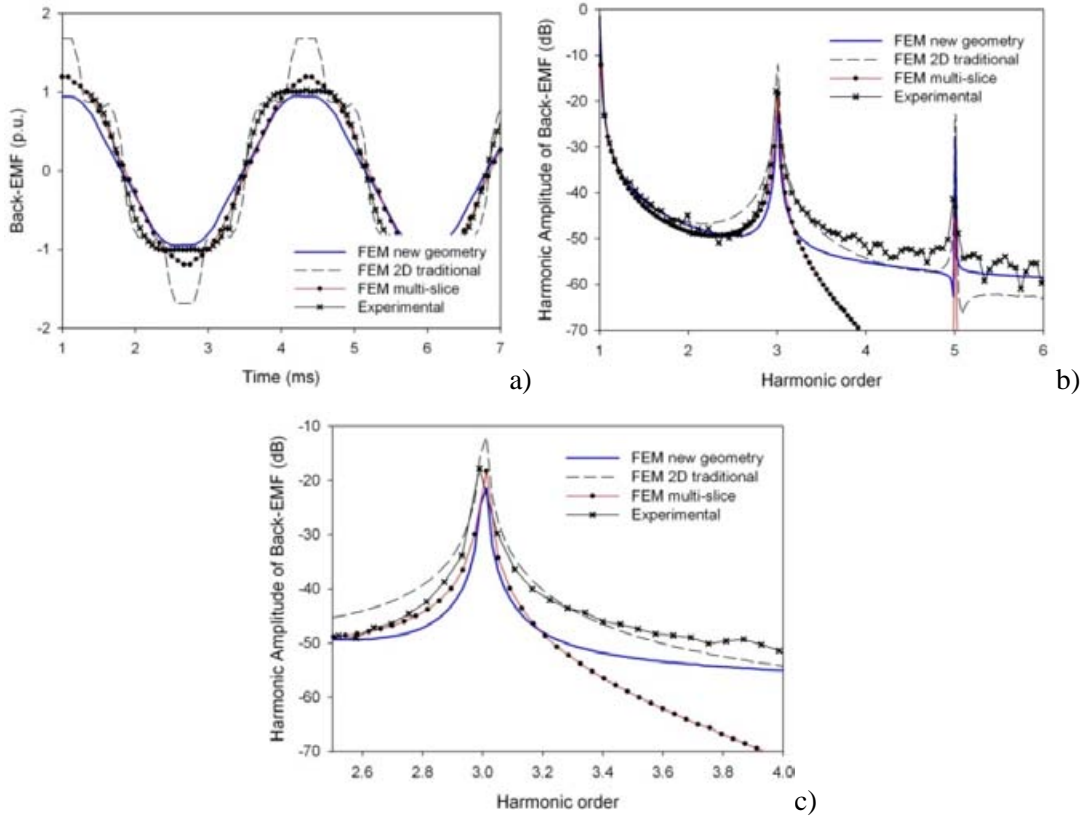 Back-EMF (p.u.)
2
1
0
-1
-2
FEM new geometry
FEM 2D traditional
FEM multi-slice
Experimental
1 2 3 4 5 6 7
Time (ms)
a)
Harmonic Amplitude of Back-EMF (dB)
0
-10
-20
-30
-40
-50
-60
-70
FEM new geometry
FEM 2D traditional
FEM multi-slice
Experimental
1 2 3 4 5 6
Harmonic order
b)
Harmonic Amplitude of Back-EMF (dB)
-10
-20
-30
-40
-50
-60
-70
FEM new geometry
FEM 2D traditional
FEM multi-slice
Experimental
2.6 2.8 3.0 3.2 3.4 3.6 3.8 4.0
Harmonic order
c)